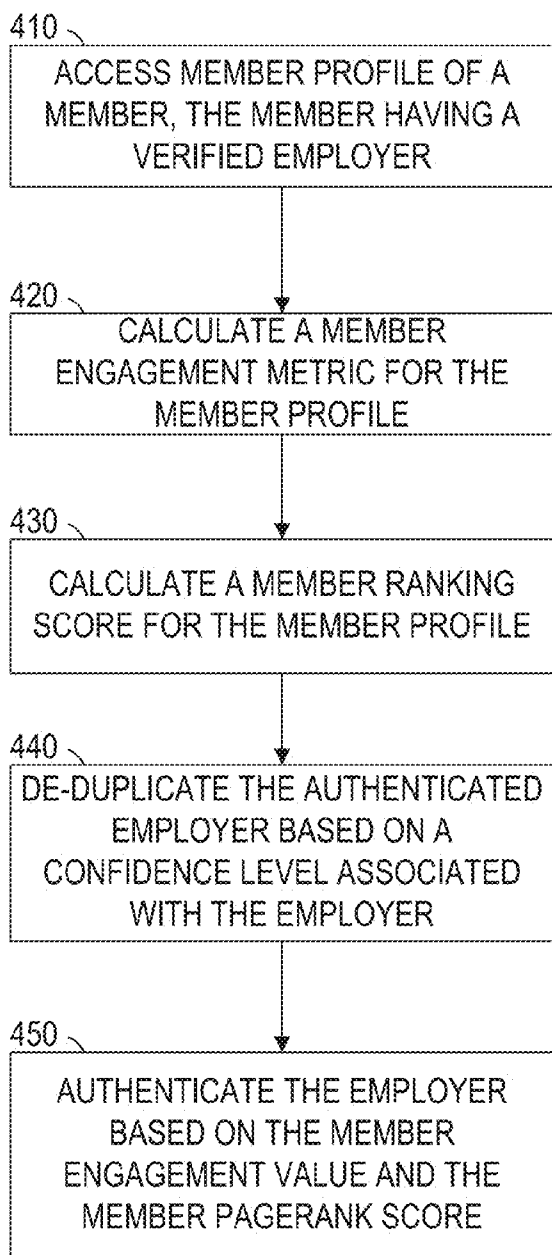 410
ACCESS MEMBER PROFILE OF A
MEMBER, THE MEMBER HAVING A
VERIFIED EMPLOYER
420
CALCULATE A MEMBER
ENGAGEMENT METRIC FOR THE
MEMBER PROFILE
430
CALCULATE A MEMBER RANKING
SCORE FOR THE MEMBER PROFILE
440
DE-DUPLICATE THE AUTHENTICATED
EMPLOYER BASED ON A
CONFIDENCE LEVEL ASSOCIATED
WITH THE EMPLOYER
450
AUTHENTICATE THE EMPLOYER
BASED ON THE MEMBER
ENGAGEMENT VALUE AND THE
MEMBER PAGERANK SCORE